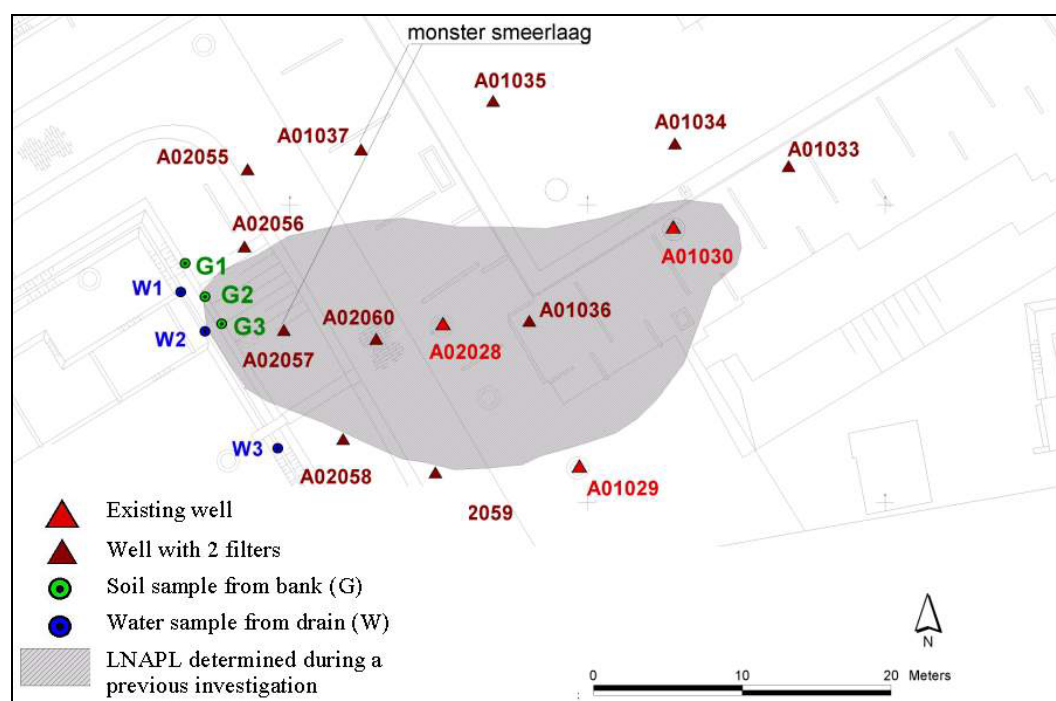 monster smeerlaag
A01035
A01034
A01037
A01033
A02055
A02056
G1
A01030
W1
G2
G3
A02060
A01036
W2
A02057
A02028
W3
A02058
A01029
2059
Existing well
Well with 2 filters
Soil sample from bank (G)
Water sample from drain (W)
LNAPL determined during a
previous investigation
N
0 10 20 Meters